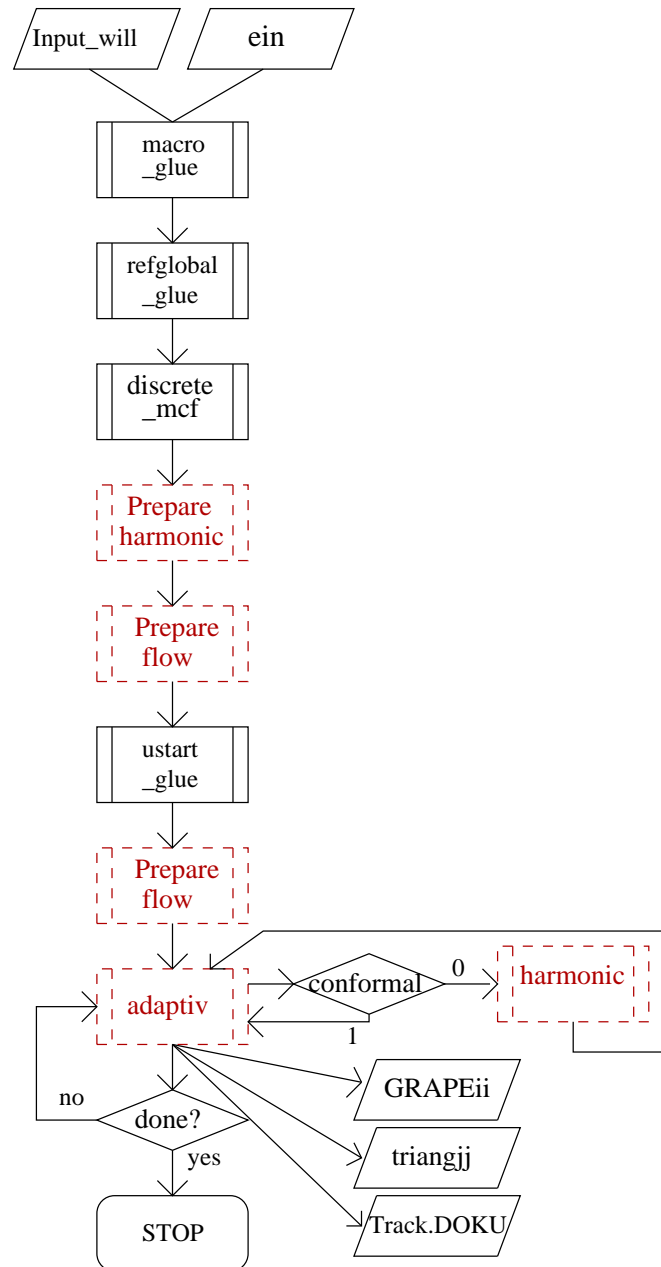 Input_will
ein
macro
_glue
refglobal
_glue
discrete
_mcf
Prepare
harmonic
Prepare
flow
ustart
_glue
Prepare
flow
adaptiv
conformal
0
harmonic
1
GRAPEii
no
done?
yes
triangjj
STOP
Track.DOKU